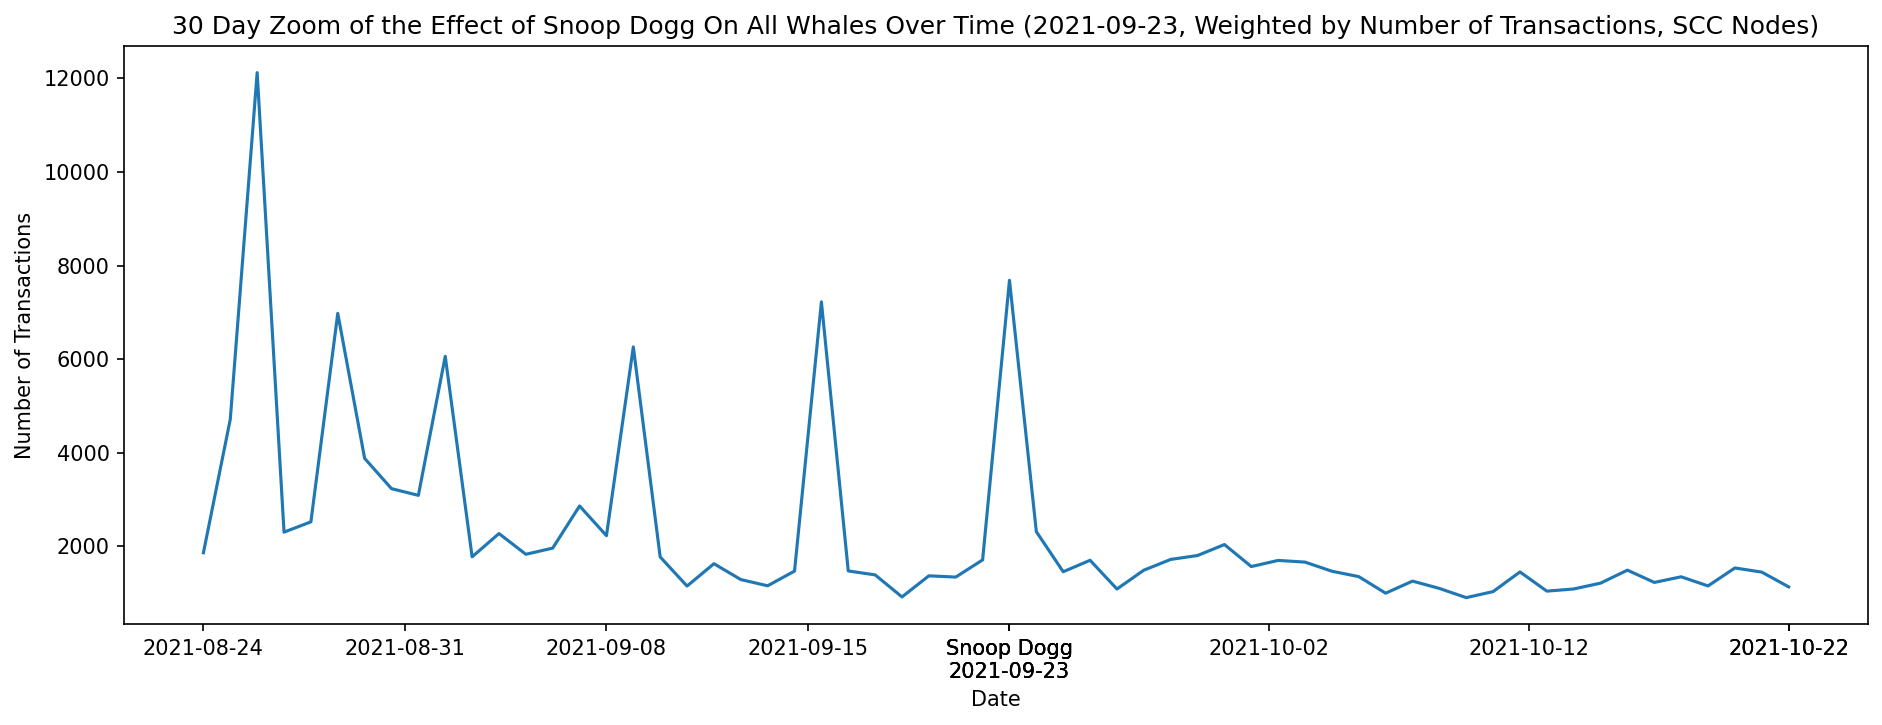 30 Day Zoom of the Effect of Snoop Dogg On All Whales Over Time (2021-09-23, Weighted by Number of Transactions, SCC Nodes)
12000
10000
8000
6000
4000
2000
Number of Transactions
2021-08-24 2021-08-31 2021-09-08 2021-09-15 Snoop Dogg 2021-10-02 2021-10-12 2021-10-22
2021-09-23
Date